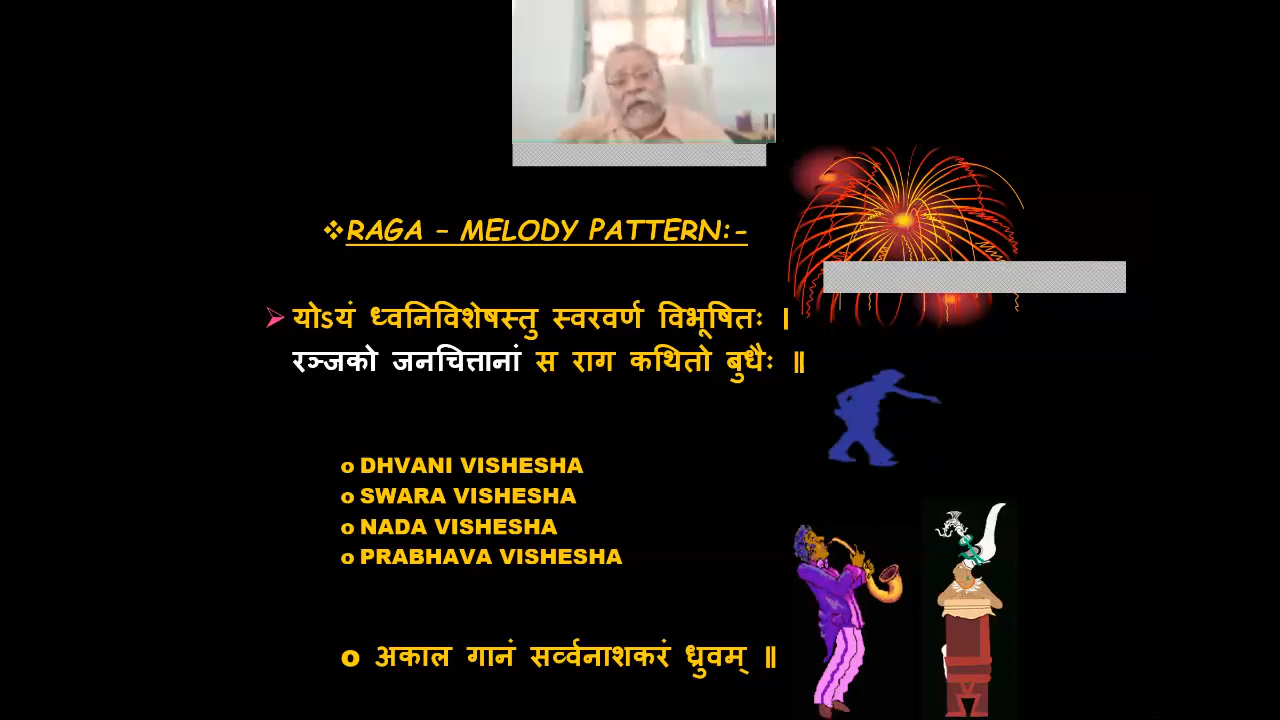 ❖RAGA – MELODY PATTERN:-
➢ योऽयं ध्वनिविशेषस्तु स्वरवर्ण विभूषितः ।
रञ्जको जनचित्तानां स राग कथितो बुधैः ॥
o DHVANI VISHESHA
o SWARA VISHESHA
o NADA VISHESHA
o PRABHAVA VISHESHA
o अकाल गानं सर्व्वनाशकरं ध्रुवम् ॥